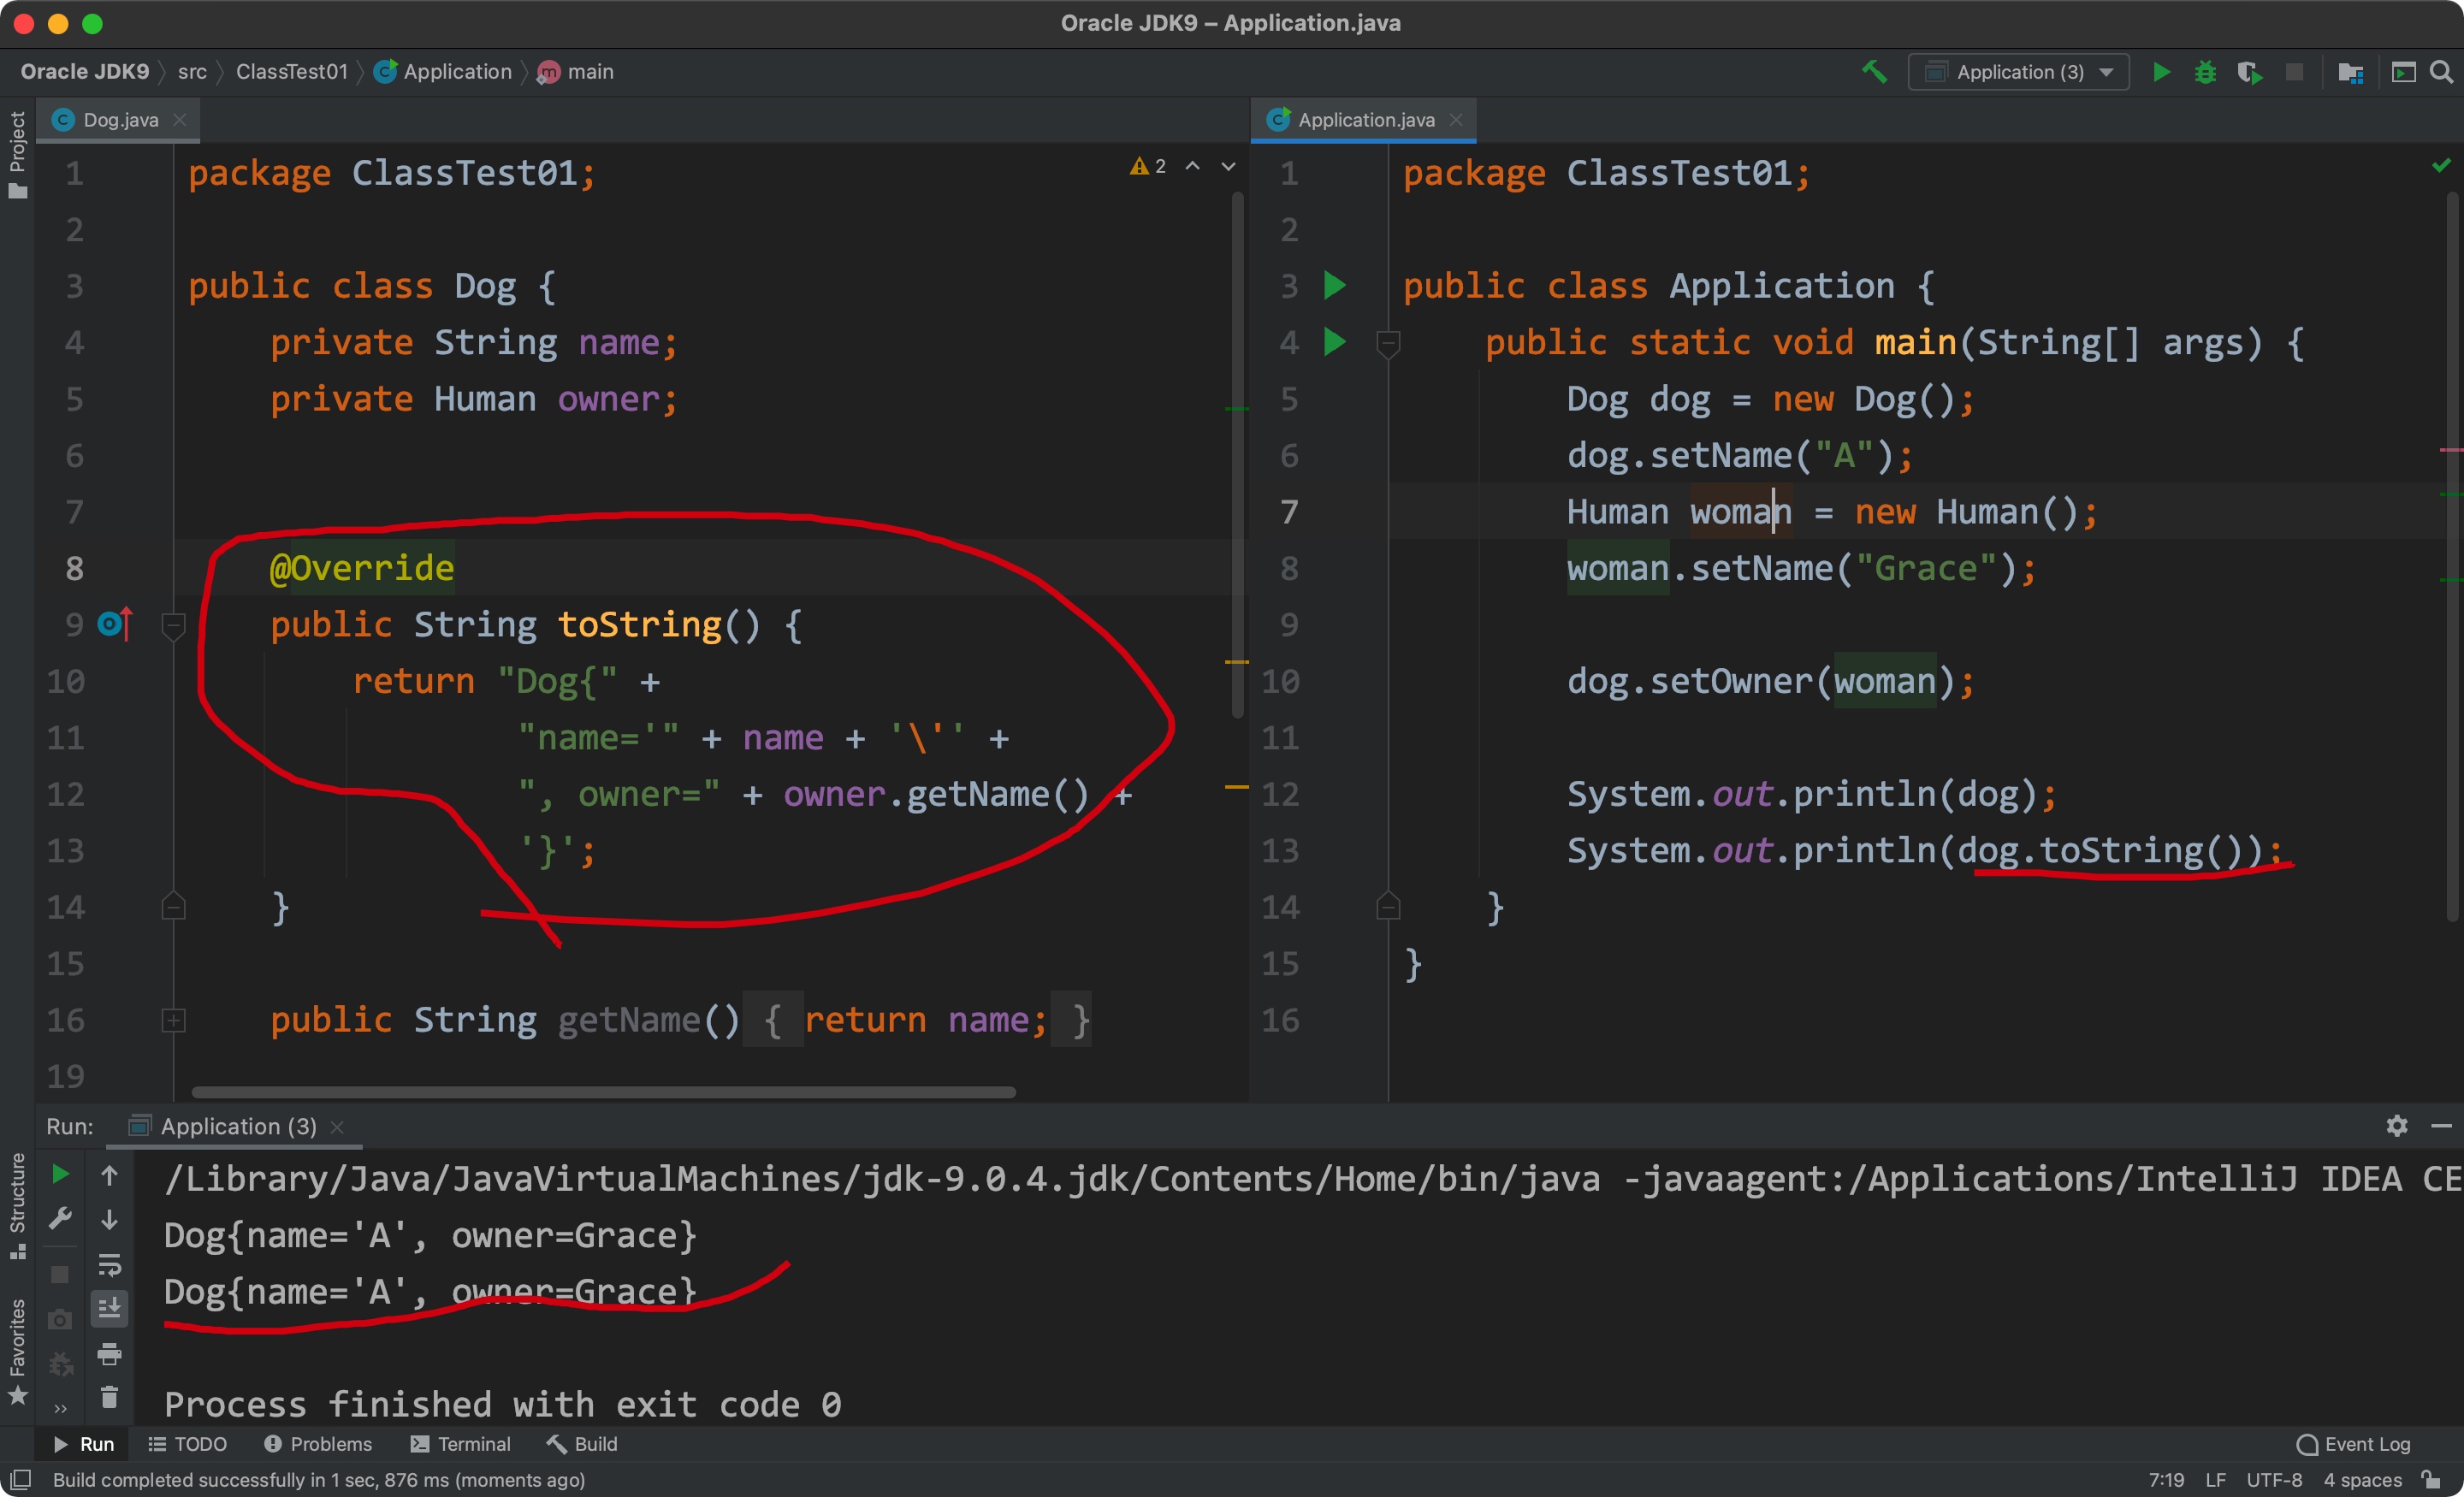 Oracle JDK9 – Application.java
Oracle JDK9 src ClassTest01 Application main
Application (3)
Project
Dog.java
Application.java
2
1 package ClassTest01;
2
3 public class Dog {
4 private String name;
5 private Human owner;
6
7
8 @Override
9 public String toString() {
10 return "Dog{" +
11 "name='" + name + '\'' +
12 ", owner=" + owner.getName() +
13 '}';
14 }
15
16 public String getName() { return name; }
19
1 package ClassTest01;
2
3 public class Application {
4 public static void main(String[] args) {
5 Dog dog = new Dog();
6 dog.setName("A");
7 Human woman = new Human();
8 woman.setName("Grace");
9
10 dog.setOwner(woman);
11
12 System.out.println(dog);
13 System.out.println(dog.toString());
14 }
15 }
16
Run: Application (3)
Structure
Favorites
/Library/Java/JavaVirtualMachines/jdk-9.0.4.jdk/Contents/Home/bin/java -javaagent:/Applications/IntelliJ IDEA CE
Dog{name='A', owner=Grace}
Dog{name='A', owner=Grace}
Process finished with exit code 0
Run TODO Problems Terminal Build Event Log
Build completed successfully in 1 sec, 876 ms (moments ago) 7:19 LF UTF-8 4 spaces